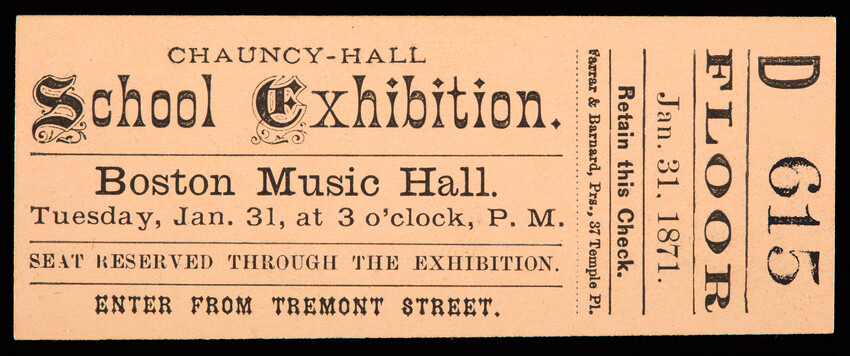 CHAUNCY-HALL
School Exhibition.
Boston Music Hall.
Tuesday, Jan. 31, at 3 o'clock, P. M.
SEAT RESERVED THROUGH THE EXHIBITION.
ENTER FROM TREMONT STREET.
D 615
FLOOR
Jan. 31, 1871.
Retain this Check.
Farrar & Barnard, Prs., 37 Temple Pl.